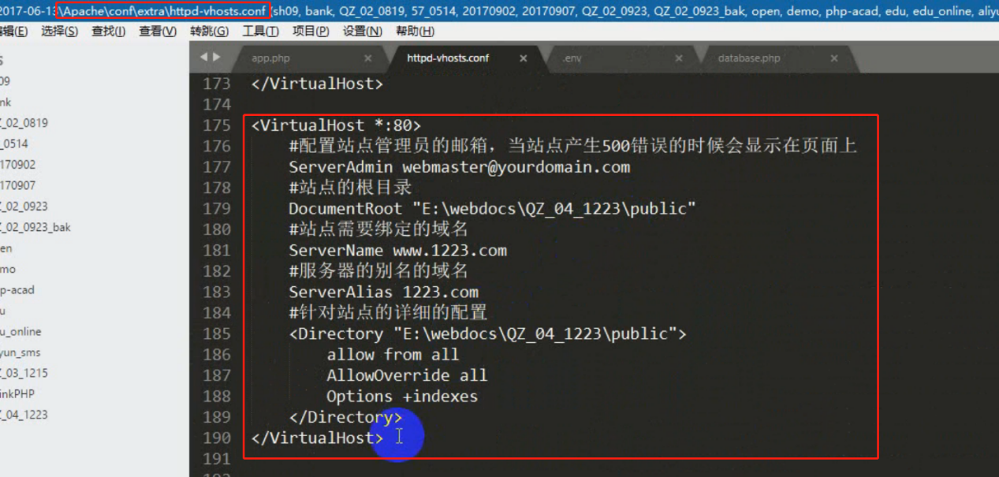 2017-06-13\Apache\conf\extra\httpd-vhosts.conf (sh09, bank, QZ_02_0819, 57_0514, 20170902, 20170907, QZ_02_0923, QZ_02_0923_bak, open, demo, php-acad, edu, edu_online, aliyu
编辑(E) 选择(S) 查找(I) 查看(V) 转跳(G) 工具(T) 项目(P) 设置(N) 帮助(H)
S
09
nk
Z_02_0819
_0514
170902
170907
Z_02_0923
Z_02_0923_bak
en
mo
p-acad
u
u_online
yun_sms
Z_03_1215
inkPHP
Z_04_1223
app.php × httpd-vhosts.conf × .env × database.php ×
173 </VirtualHost>
174
175 <VirtualHost *:80>
176 #配置站点管理员的邮箱，当站点产生500错误的时候会显示在页面上
177 ServerAdmin webmaster@yourdomain.com
178 #站点的根目录
179 DocumentRoot "E:\webdocs\QZ_04_1223\public"
180 #站点需要绑定的域名
181 ServerName www.1223.com
182 #服务器的别名的域名
183 ServerAlias 1223.com
184 #针对站点的详细的配置
185 <Directory "E:\webdocs\QZ_04_1223\public">
186 allow from all
187 AllowOverride all
188 Options +indexes
189 </Directory>
190 </VirtualHost>
191